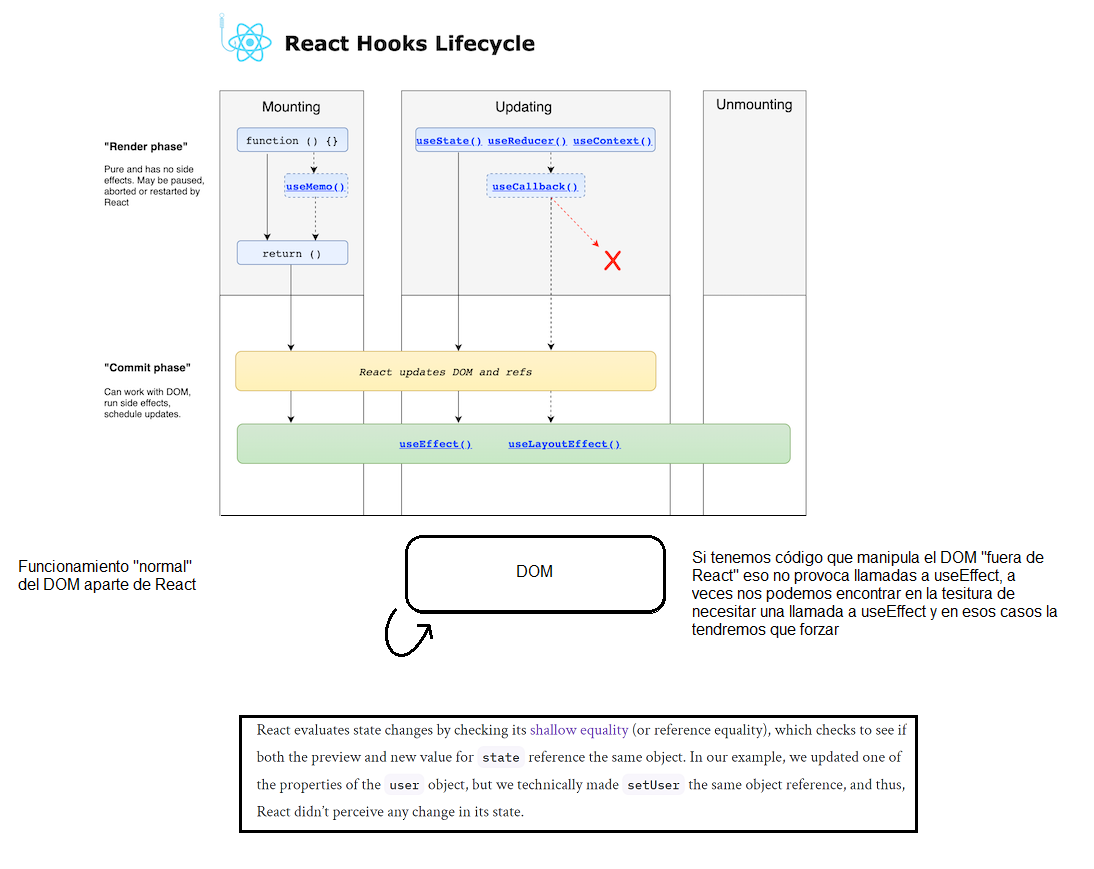 React Hooks Lifecycle
Mounting
Updating
Unmounting
"Render phase"
Pure and has no side
effects. May be paused,
aborted or restarted by
React
function () {}
useMemo()
return ()
useState() useReducer() useContext()
useCallback()
X
"Commit phase"
Can work with DOM,
run side effects,
schedule updates.
React updates DOM and refs
useEffect() useLayoutEffect()
Funcionamiento "normal"
del DOM aparte de React
DOM
Si tenemos código que manipula el DOM "fuera de
React" eso no provoca llamadas a useEffect, a
veces nos podemos encontrar en la tesitura de
necesitar una llamada a useEffect y en esos casos la
tendremos que forzar
React evaluates state changes by checking its shallow equality (or reference equality), which checks to see if
both the preview and new value for state reference the same object. In our example, we updated one of
the properties of the user object, but we technically made setUser the same object reference, and thus,
React didn't perceive any change in its state.